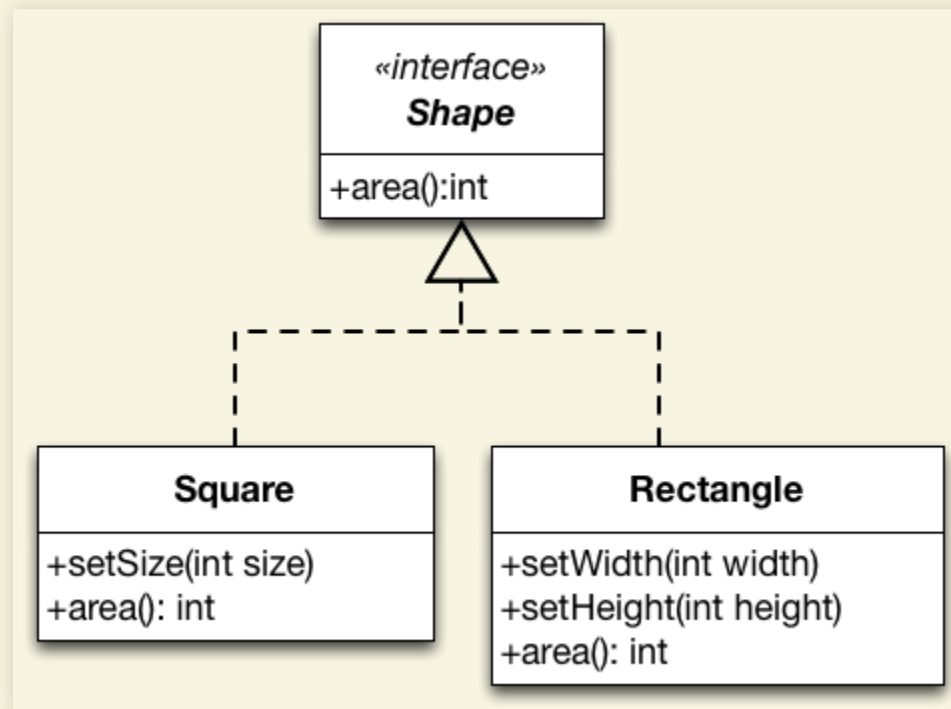 «interface»
Shape
+area():int
Square
+setSize(int size)
+area(): int
Rectangle
+setWidth(int width)
+setHeight(int height)
+area(): int